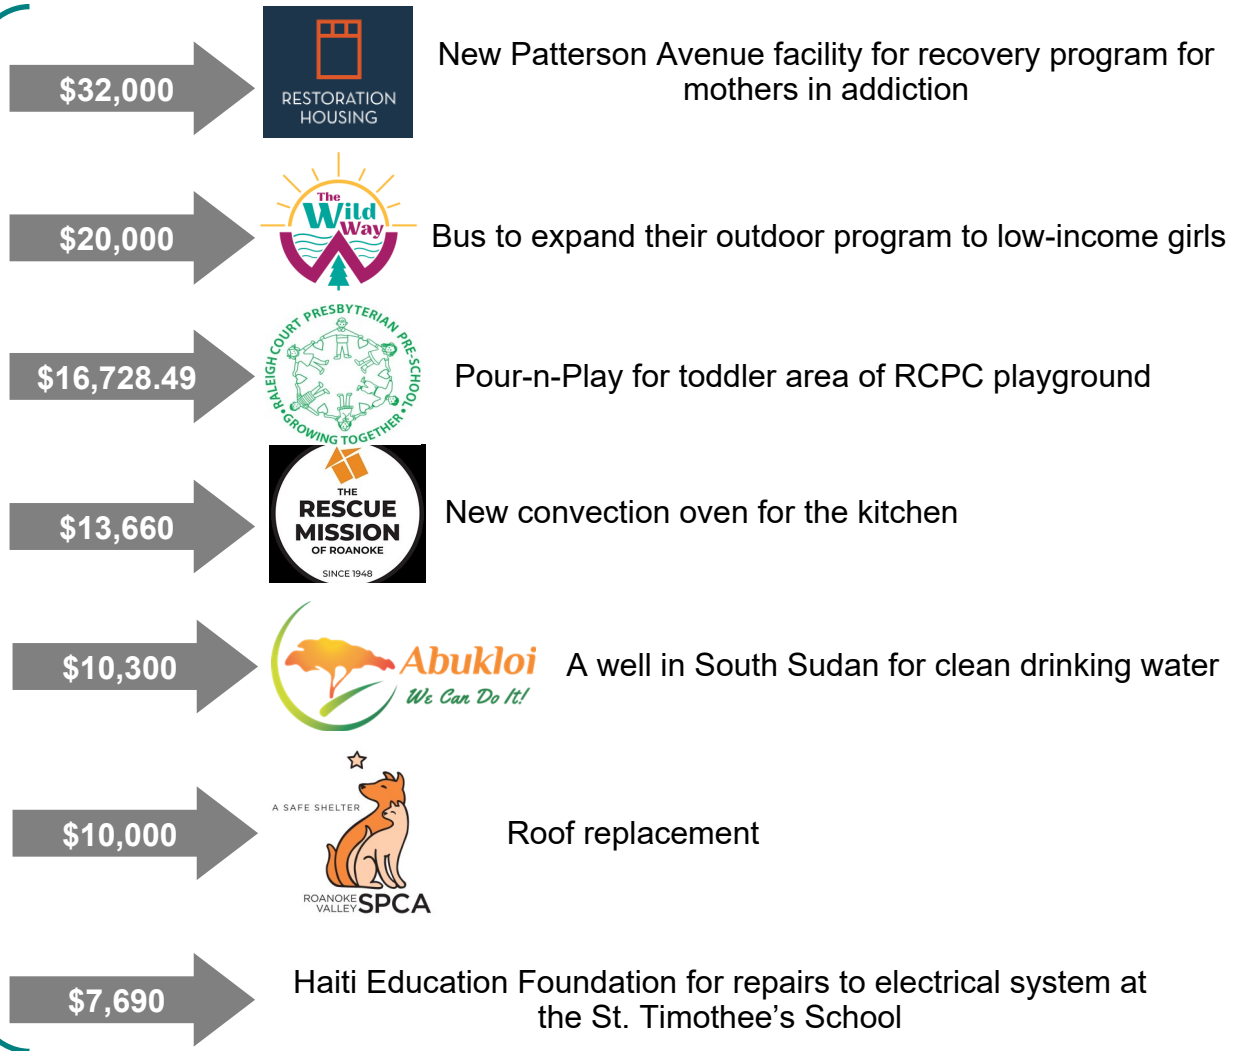 $32,000
RESTORATION
HOUSING
New Patterson Avenue facility for recovery program for
mothers in addiction
$20,000
The
Wild
Way
Bus to expand their outdoor program to low-income girls
$16,728.49
RALEIGH COURT PRESBYTERIAN PRE-SCHOOL
•GROWING TOGETHER•
Pour-n-Play for toddler area of RCPC playground
$13,660
THE
RESCUE
MISSION
OF ROANOKE
SINCE 1948
New convection oven for the kitchen
$10,300
Abukloi
We Can Do It!
A well in South Sudan for clean drinking water
$10,000
A SAFE SHELTER
ROANOKE
VALLEY SPCA
Roof replacement
$7,690
Haiti Education Foundation for repairs to electrical system at
the St. Timothee’s School